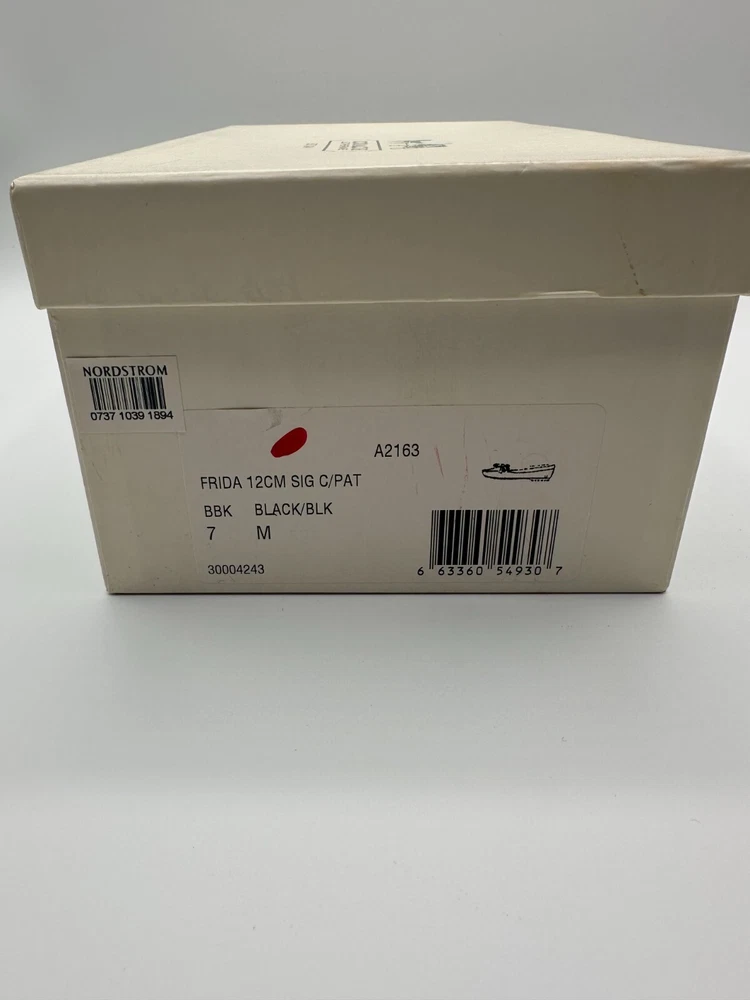 NORDSTROM
0737 1039 1894
A2163
FRIDA 12CM SIG C/PAT
BBK BLACK/BLK
7 M
30004243
6 63360 54930 7